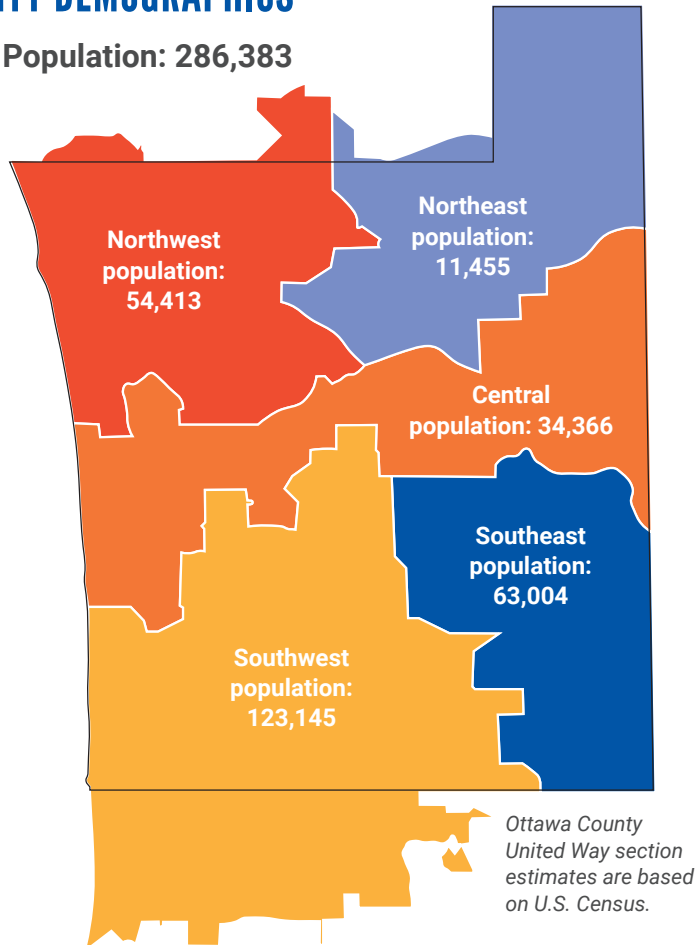 DEMOGRAPHICS
Population: 286,383
Northwest
population:
54,413
Northeast
population:
11,455
Central
population: 34,366
Southeast
population:
63,004
Southwest
population:
123,145
Ottawa County
United Way section
estimates are based
on U.S. Census.